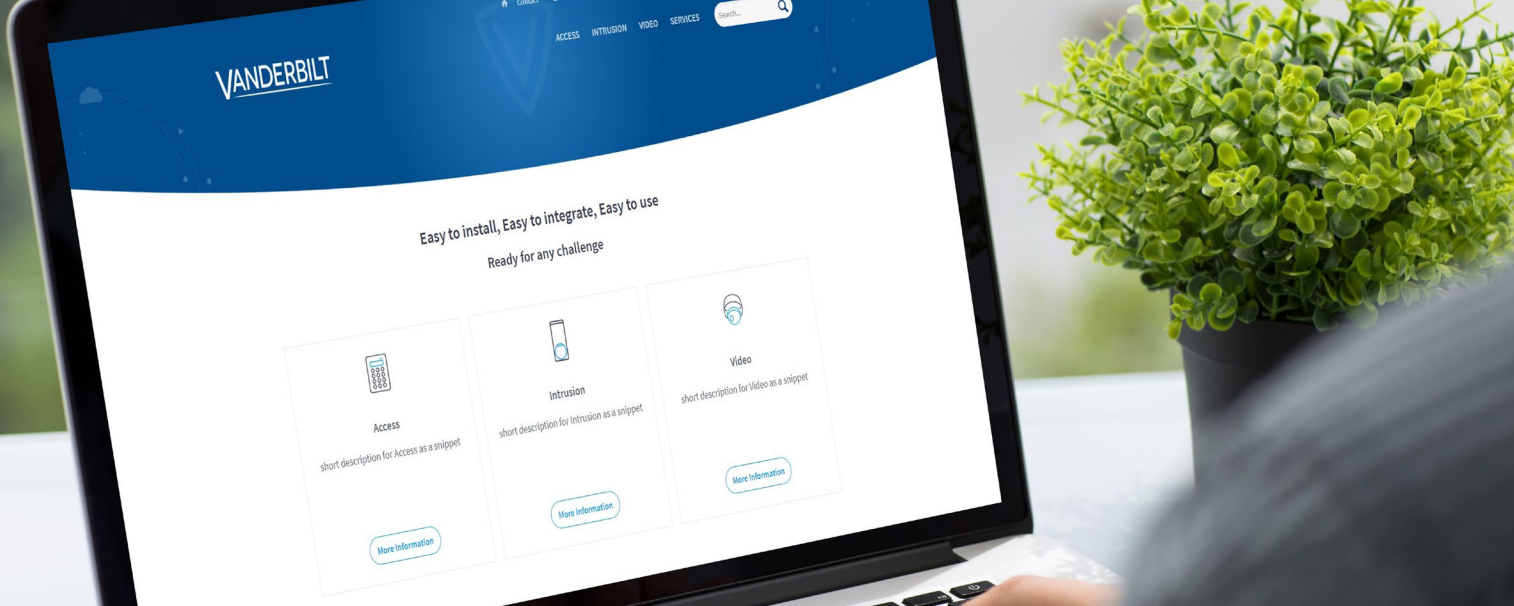 Contact
ACCESS INTRUSION VIDEO SERVICES Search...
VANDERBILT
Easy to install, Easy to integrate, Easy to use
Ready for any challenge
Access
short description for Access as a snippet
More Information
Intrusion
short description for Intrusion as a snippet
More Information
Video
short description for Video as a snippet
More Information